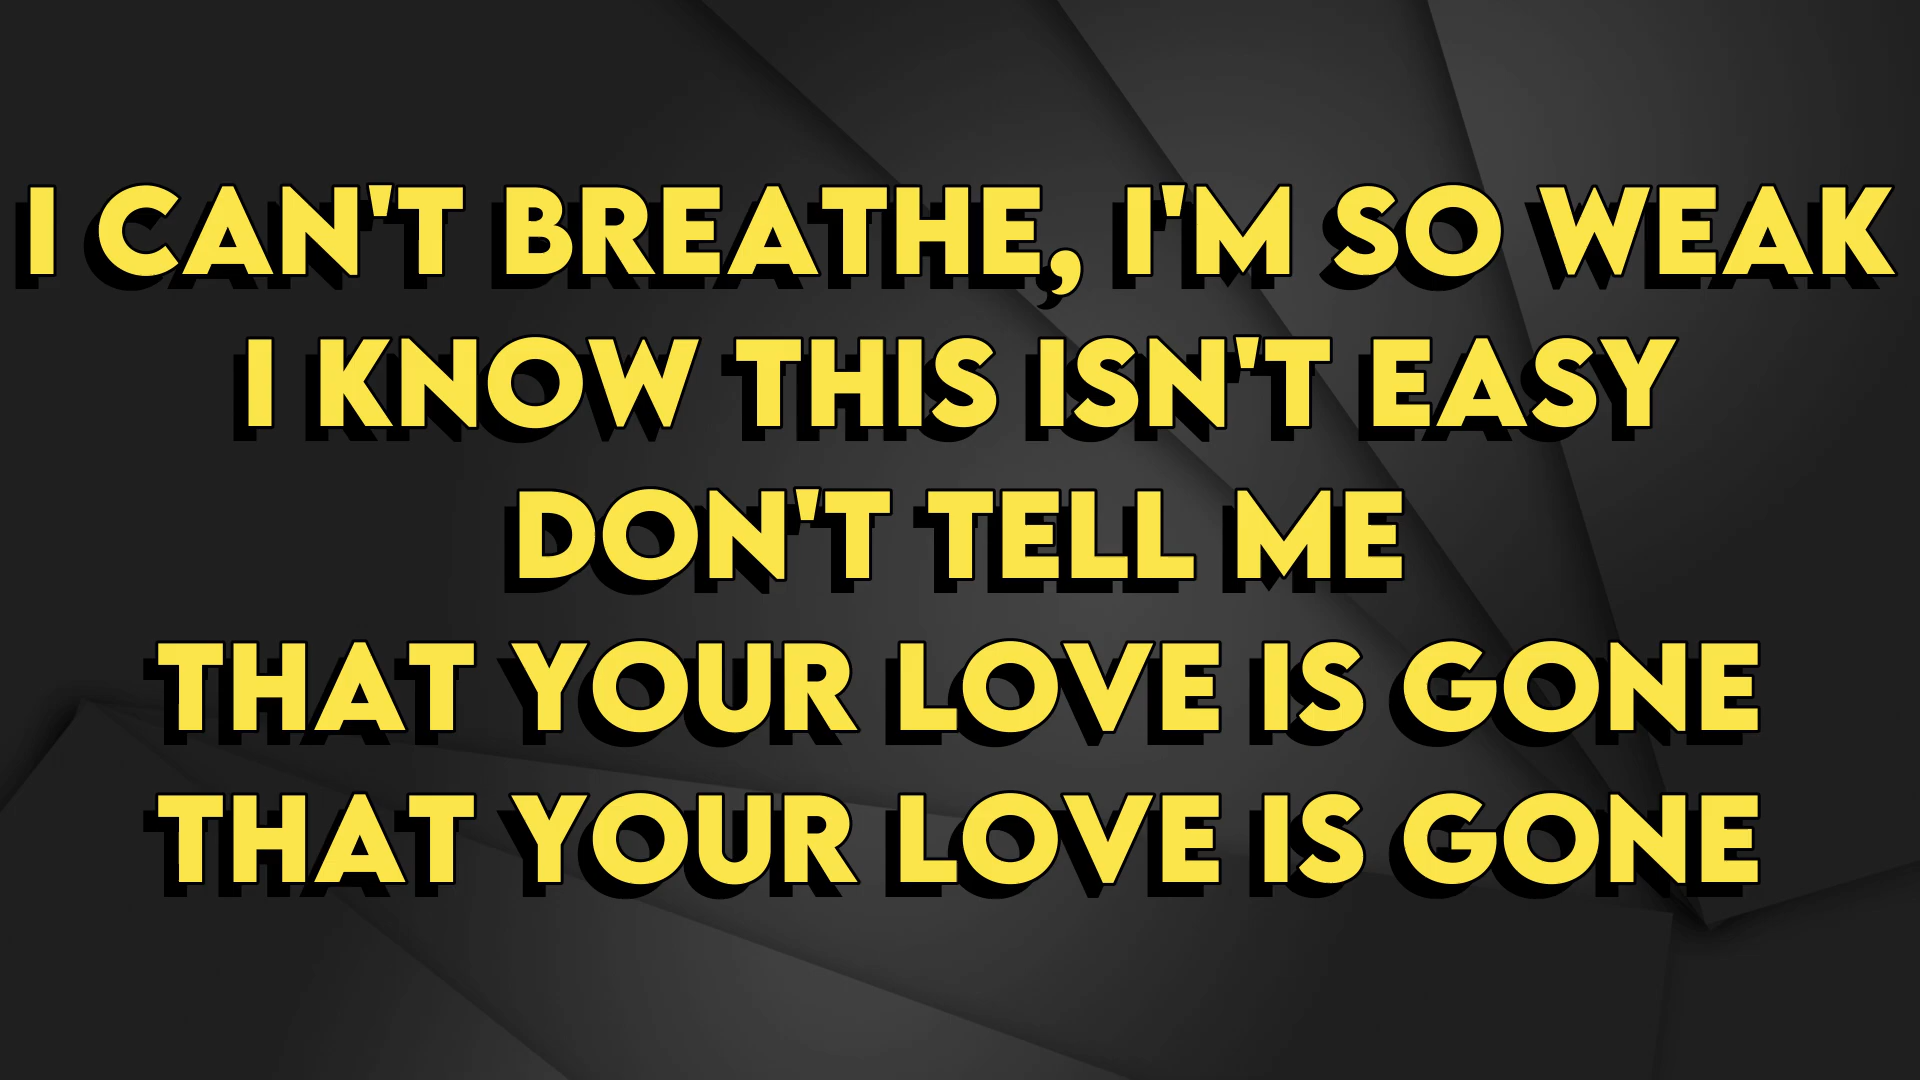 I CAN'T BREATHE, I'M SO WEAK
I KNOW THIS ISN'T EASY
DON'T TELL ME
THAT YOUR LOVE IS GONE
THAT YOUR LOVE IS GONE